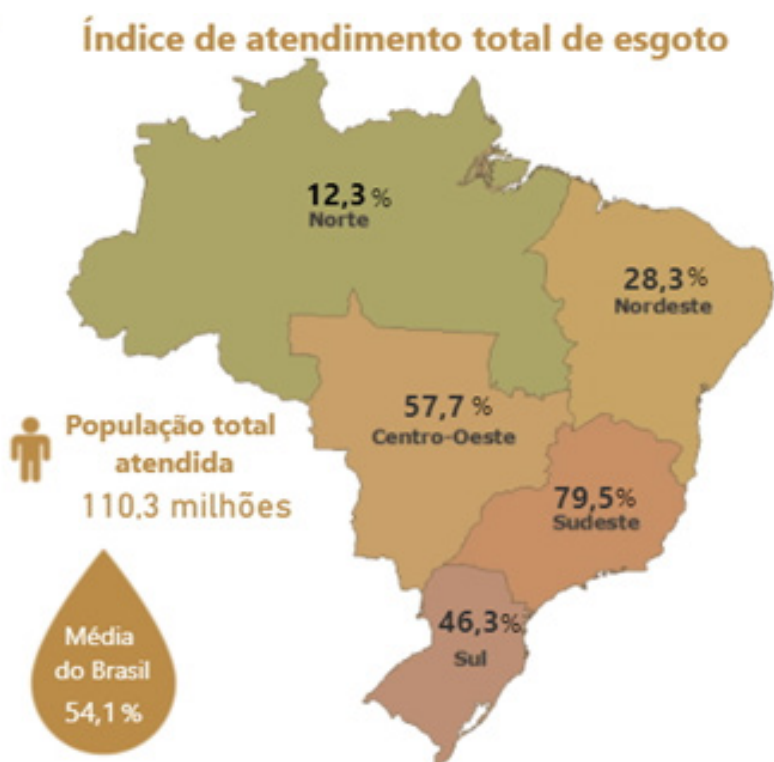 Índice de atendimento total de esgoto
12,3 %
Norte
28,3 %
Nordeste
57,7 %
Centro-Oeste
79,5%
Sudeste
46,3%
Sul
População total
atendida
110,3 milhões
Média
do Brasil
54,1%